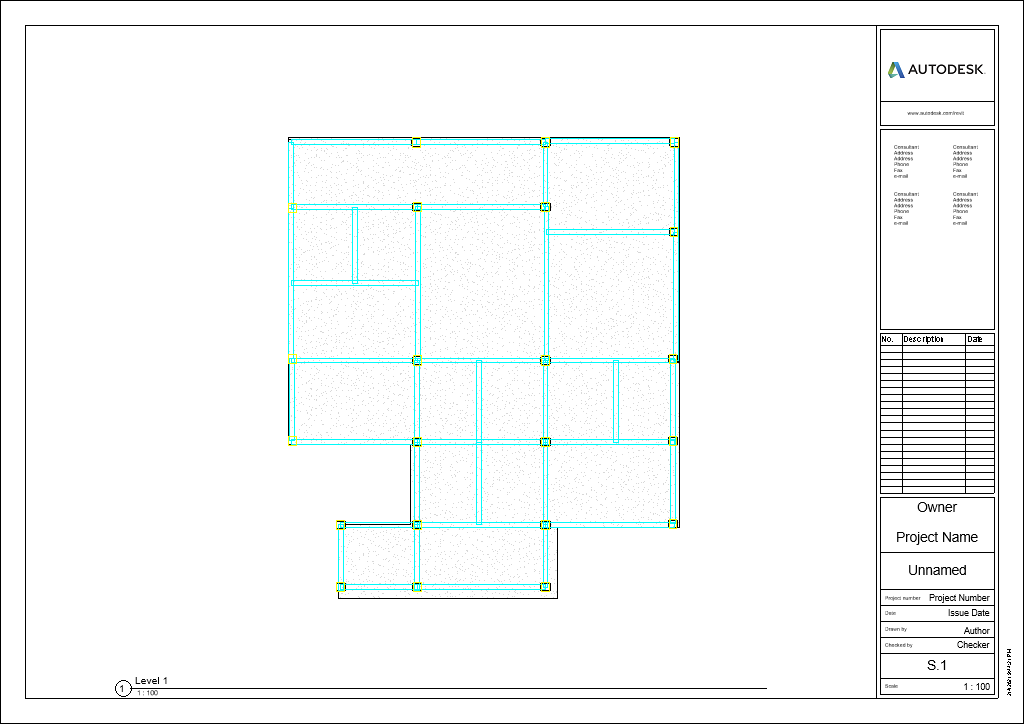 AUTODESK.
www.autodesk.com/revit
Consultant
Address
Address
Phone
Fax
e-mail
Consultant
Address
Address
Phone
Fax
e-mail
Consultant
Address
Address
Phone
Fax
e-mail
Consultant
Address
Address
Phone
Fax
e-mail
No. Description Date
Owner
Project Name
Unnamed
Project number Project Number
Date Issue Date
Drawn by Author
Checked by Checker
S.1
Scale 1 : 100
1 Level 1
1 : 100